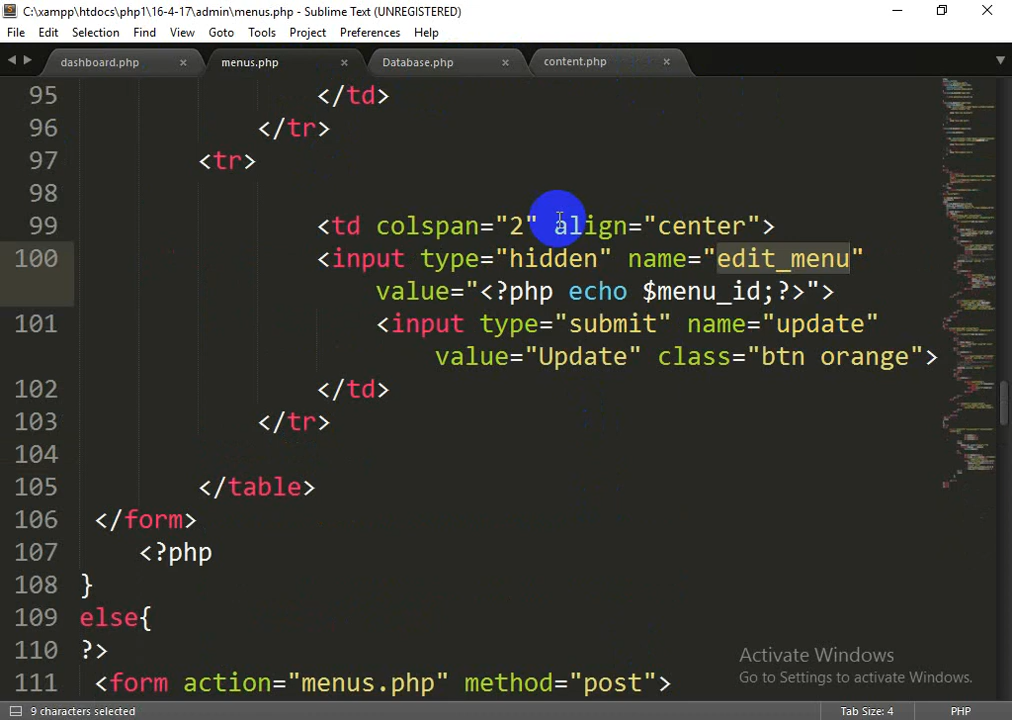 C:\xampp\htdocs\php1\16-4-17\admin\menus.php - Sublime Text (UNREGISTERED)
File Edit Selection Find View Goto Tools Project Preferences Help
dashboard.php × menus.php × Database.php × content.php ×
95 </td>
96 </tr>
97 <tr>
98
99 <td colspan="2" align="center">
100 <input type="hidden" name="edit_menu"
value="<?php echo $menu_id;?>">
101 <input type="submit" name="update"
value="Update" class="btn orange">
102 </td>
103 </tr>
104
105 </table>
106 </form>
107 <?php
108 }
109 else{
110 ?>
111 <form action="menus.php" method="post">
Activate Windows
Go to Settings to activate Windows.
9 characters selected Tab Size: 4 PHP